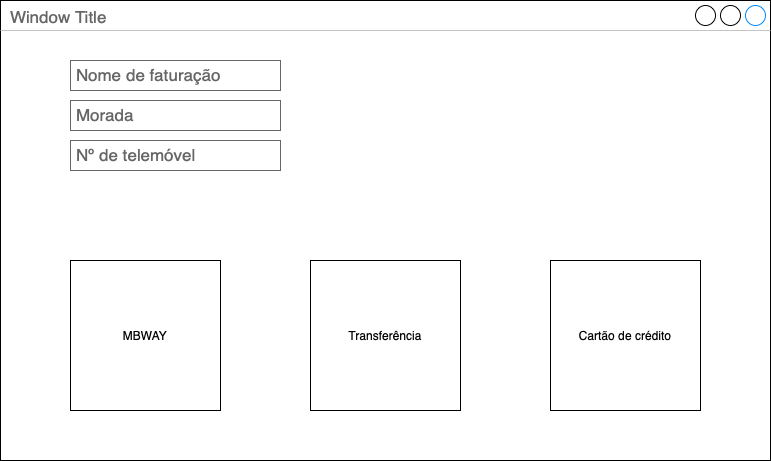 Window Title
Nome de faturação
Morada
Nº de telemóvel
MBWAY
Transferência
Cartão de crédito